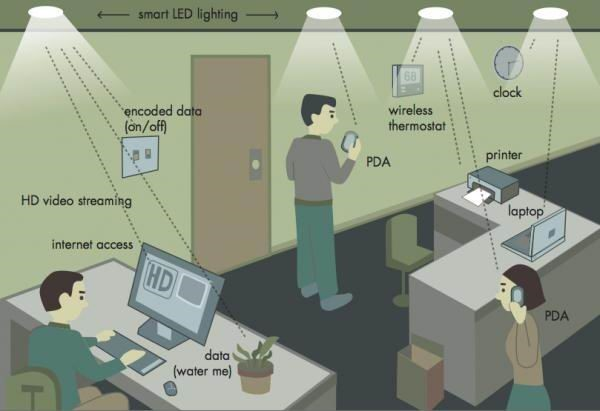 smart LED lighting
encoded data
(on/off)
68
wireless
thermostat
clock
PDA
printer
HD video streaming
laptop
internet access
HD
PDA
data
(water me)